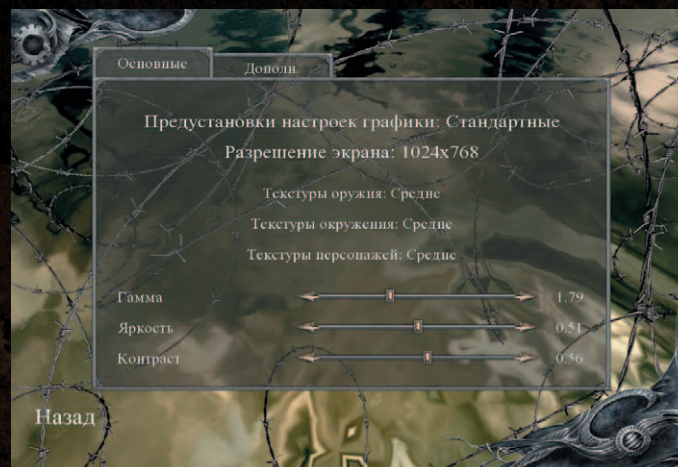 Основные
Дополн.
Предустановки настроек графики: Стандартные
Разрешение экрана: 1024x768
Текстуры оружия: Средне
Текстуры окружения: Средне
Текстуры персонажей: Средне
Гамма 1.79
Яркость 0.51
Контраст 0.56
Назад